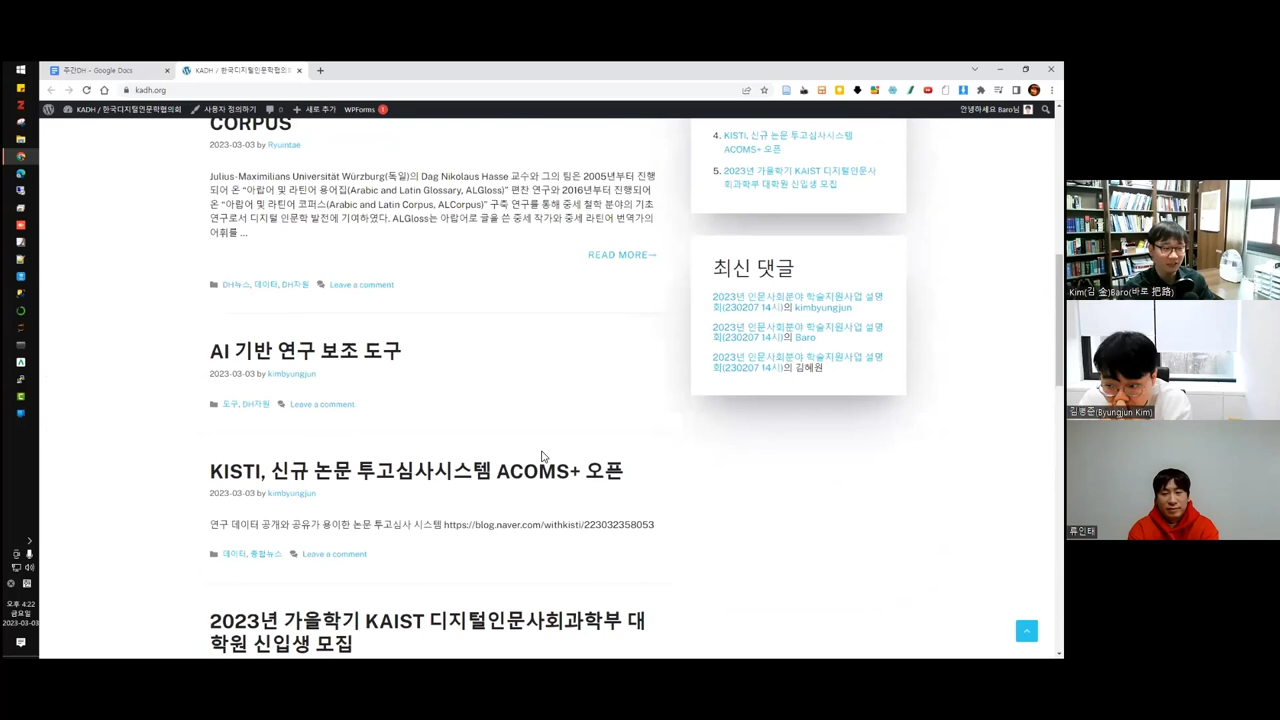 주간DH - Google Docs
KADH / 한국디지털인문학협의회
kadh.org
KADH / 한국디지털인문학협의회
사용자 정의하기
0
새로 추가
WPForms 1
안녕하세요 Baro님
CORPUS
2023-03-03 by Ryuintae
Julius-Maximilians Universität Würzburg(독일)의 Dag Nikolaus Hasse 교수와 그의 팀은 2005년부터 진행
되어 온 “아랍어 및 라틴어 용어집(Arabic and Latin Glossary, ALGloss)” 편찬 연구와 2016년부터 진행되어
온 “아랍어 및 라틴어 코퍼스(Arabic and Latin Corpus, ALCorpus)” 구축 연구를 통해 중세 철학 분야의 기초
연구로서 디지털 인문학 발전에 기여하였다. ALGloss는 아랍어로 글을 쓴 중세 작가와 중세 라틴어 번역가의
어휘를 ...
READ MORE→
DH뉴스, 데이터, DH자원
Leave a comment
AI 기반 연구 보조 도구
2023-03-03 by kimbyungjun
도구, DH자원
Leave a comment
KISTI, 신규 논문 투고심사시스템 ACOMS+ 오픈
2023-03-03 by kimbyungjun
연구 데이터 공개와 공유가 용이한 논문 투고심사 시스템 https://blog.naver.com/withkisti/223032358053
데이터, 종합뉴스
Leave a comment
2023년 가을학기 KAIST 디지털인문사회과학부 대
학원 신입생 모집
4. KISTI, 신규 논문 투고심사시스템
ACOMS+ 오픈
5. 2023년 가을학기 KAIST 디지털인문사
회과학부 대학원 신입생 모집
최신 댓글
2023년 인문사회분야 학술지원사업 설명
회(230207 14시)의 kimbyungjun
2023년 인문사회분야 학술지원사업 설명
회(230207 14시)의 Baro
2023년 인문사회분야 학술지원사업 설명
회(230207 14시)의 김혜원
Kim(김 金)Baro(바로 把路)
김병준(Byungjun Kim)
류인태
오후 4:22
금요일
2023-03-03